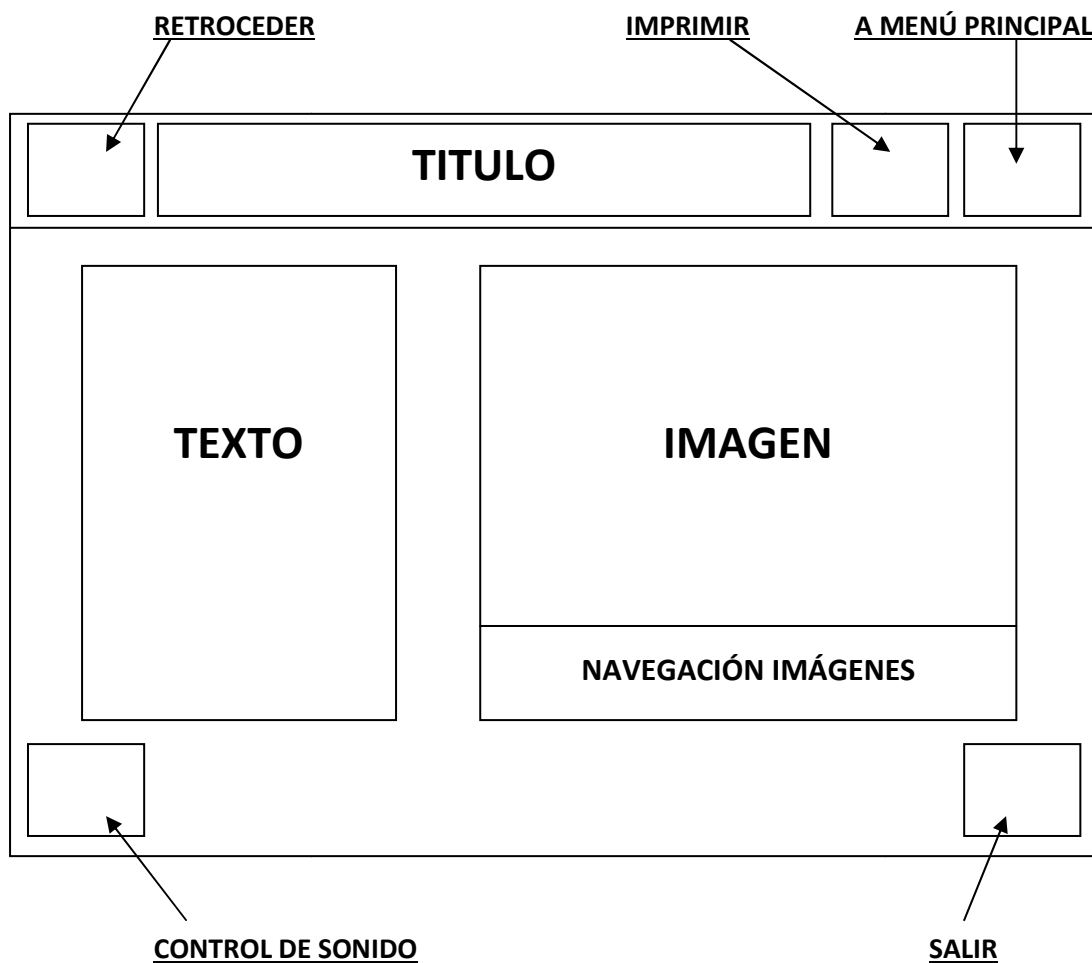 RETROCEDER
IMPRIMIR
A MENÚ PRINCIPAL
TITULO
TEXTO
IMAGEN
NAVEGACIÓN IMÁGENES
CONTROL DE SONIDO
SALIR